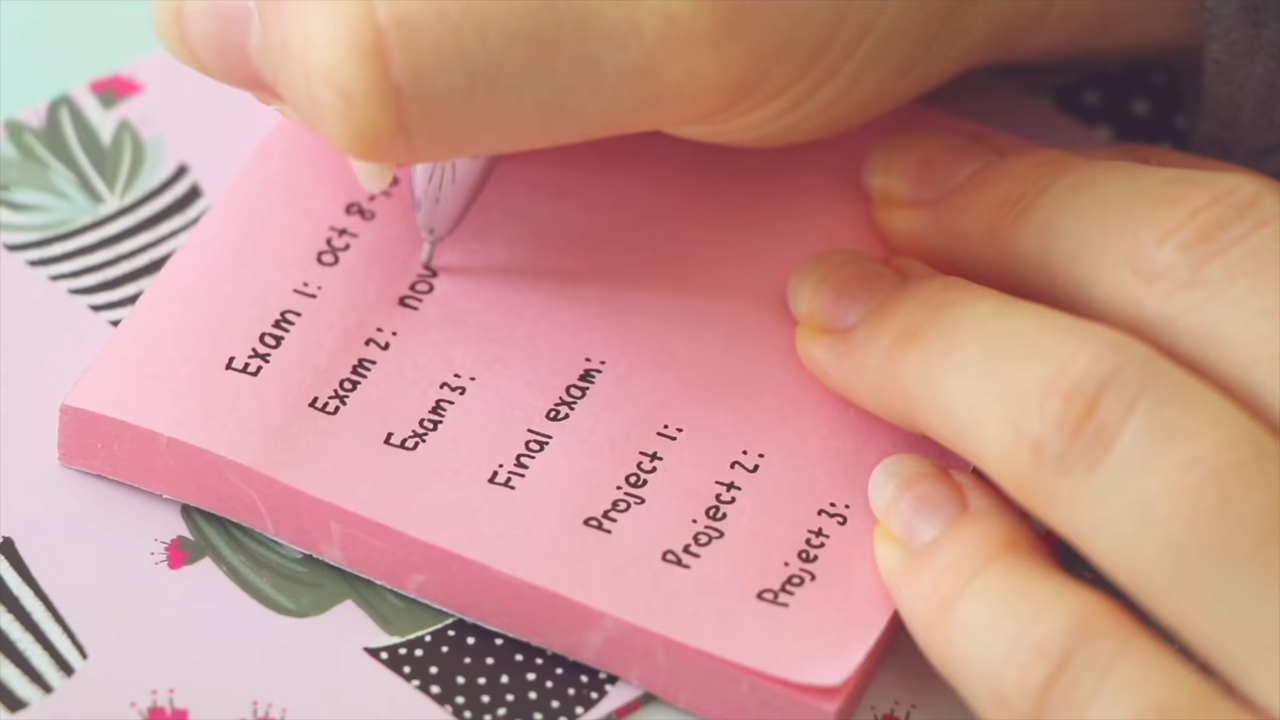 Exam 1: Oct 8-
Exam 2: nov
Exam 3:
Final exam:
Project 1:
Project 2:
Project 3: